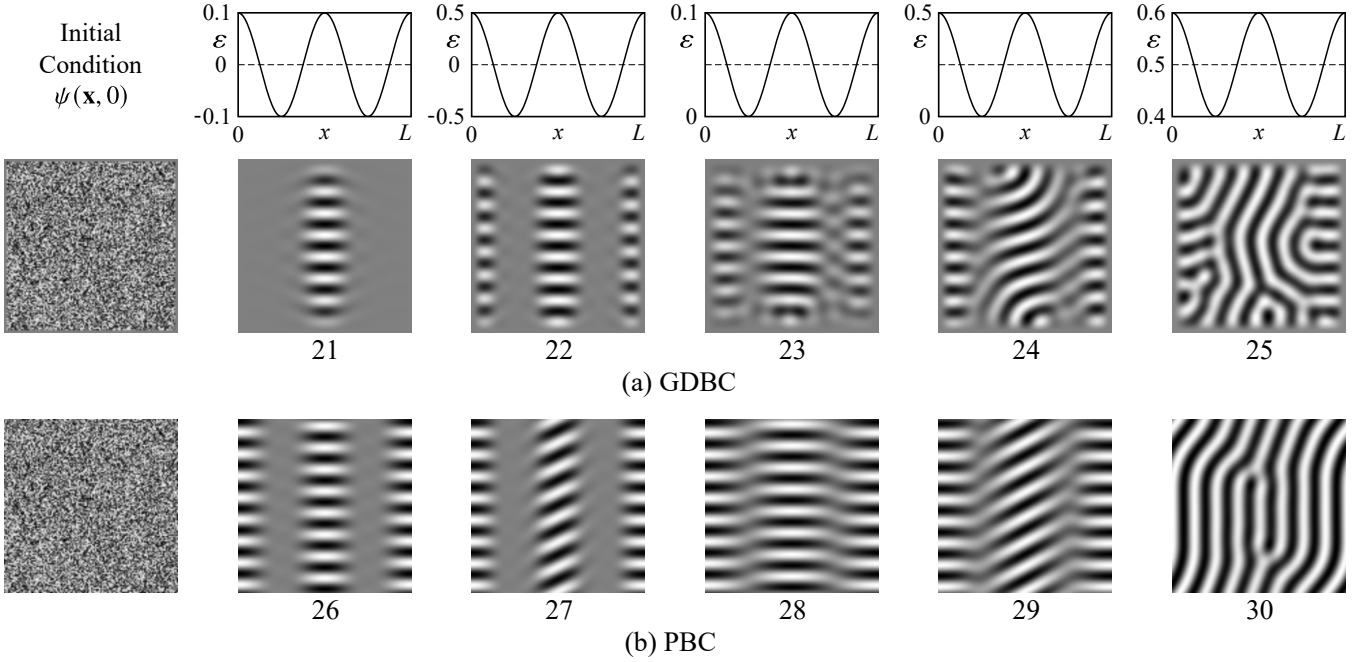 Initial
Condition
ψ(x, 0)
0.1
ε
0
-0.1
0 x L
0.5
ε
0
-0.5
0 x L
0.1
ε
0
0 x L
0.5
ε
0
0 x L
0.6
ε
0.5
0.4
0 x L
21 22 23 24 25
(a) GDBC
26 27 28 29 30
(b) PBC